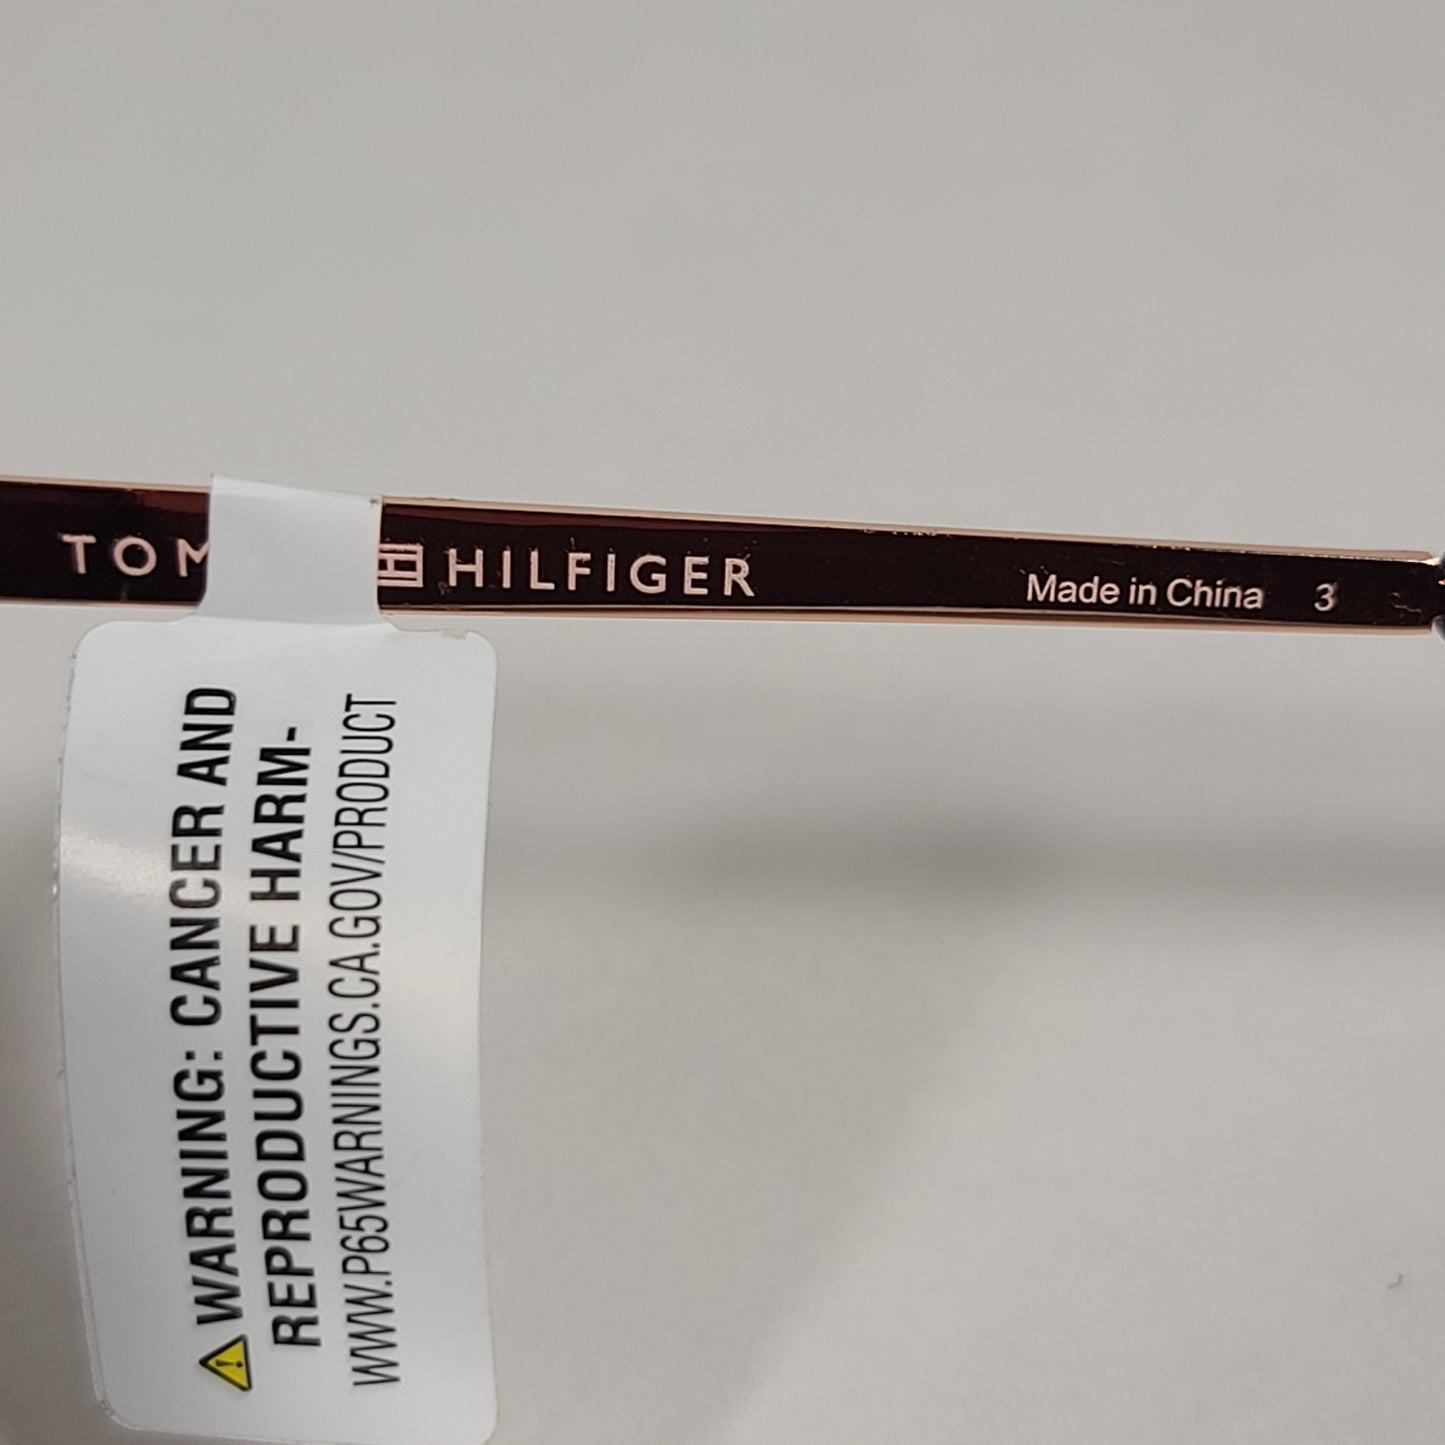 TOM HILFIGER
Made in China 3
WARNING: CANCER AND
REPRODUCTIVE HARM-
WWW.P65WARNINGS.CA.GOV/PRODUCT